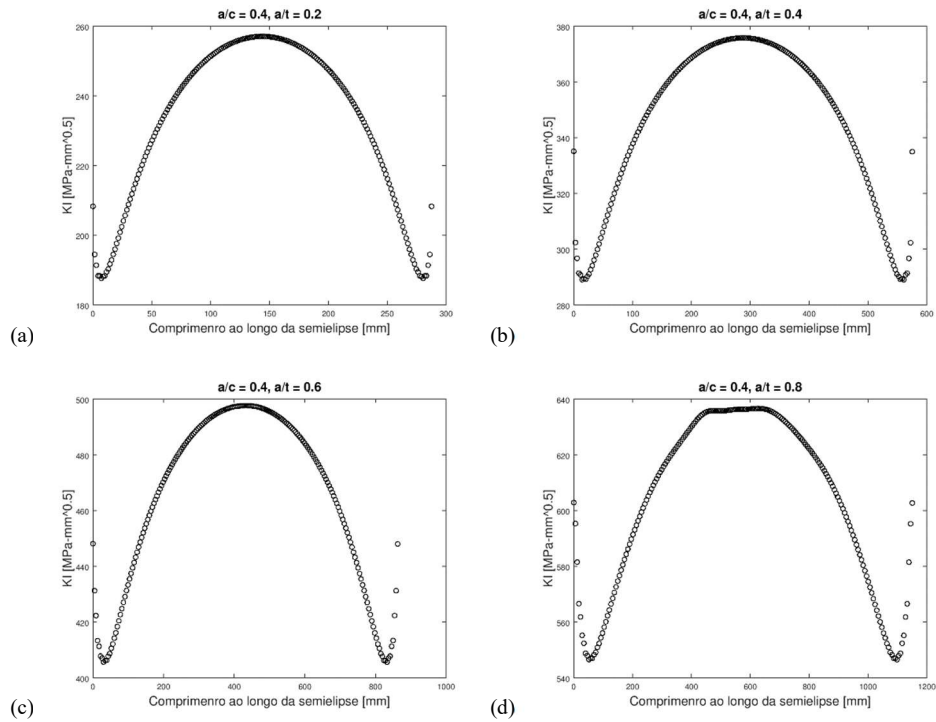 a/c = 0.4, a/t = 0.2
260
240
220
200
180
KI [MPa-mm^0.5]
0 50 100 150 200 250 300
Comprimenro ao longo da semielipse [mm]
(a)
a/c = 0.4, a/t = 0.4
380
360
340
320
300
280
KI [MPa-mm^0.5]
0 100 200 300 400 500 600
Comprimenro ao longo da semielipse [mm]
(b)
a/c = 0.4, a/t = 0.6
500
480
460
440
420
400
KI [MPa-mm^0.5]
0 200 400 600 800 1000
Comprimenro ao longo da semielipse [mm]
(c)
a/c = 0.4, a/t = 0.8
640
620
600
580
560
540
KI [MPa-mm^0.5]
0 200 400 600 800 1000 1200
Comprimenro ao longo da semielipse [mm]
(d)